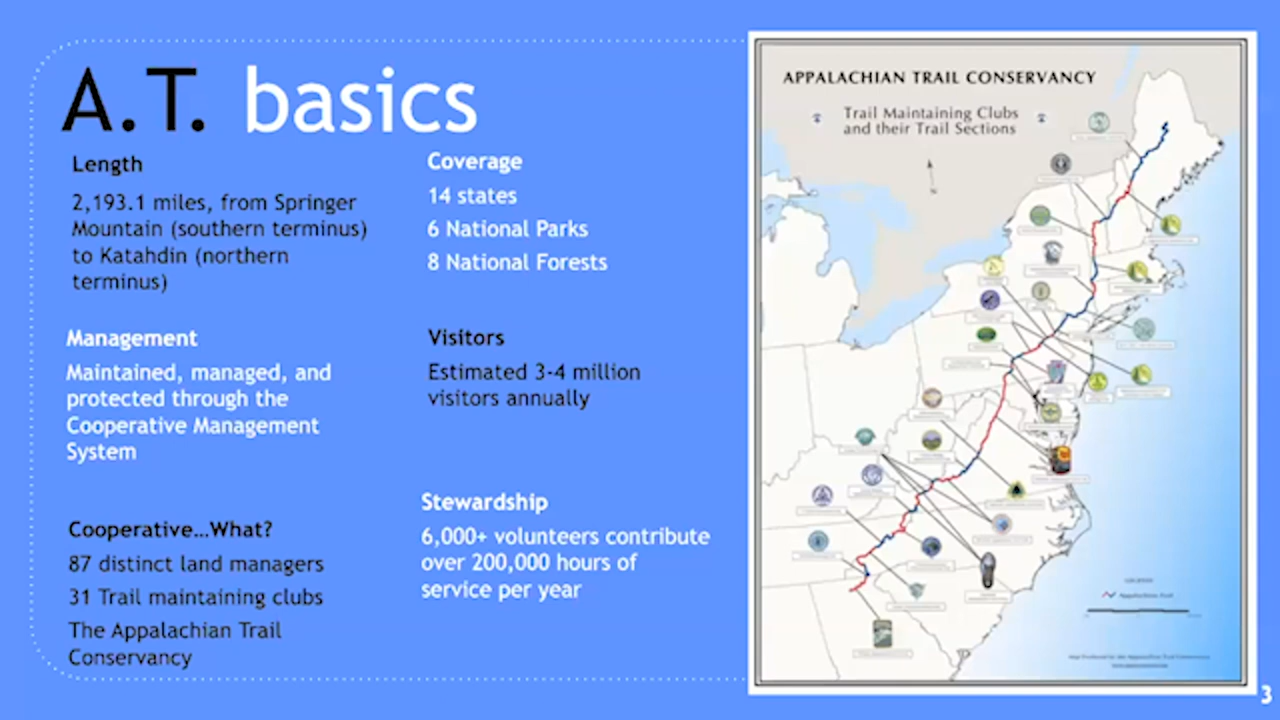 A.T. basics
Length
2,193.1 miles, from Springer
Mountain (southern terminus)
to Katahdin (northern
terminus)
Management
Maintained, managed, and
protected through the
Cooperative Management
System
Cooperative…What?
87 distinct land managers
31 Trail maintaining clubs
The Appalachian Trail
Conservancy
Coverage
14 states
6 National Parks
8 National Forests
Visitors
Estimated 3-4 million
visitors annually
Stewardship
6,000+ volunteers contribute
over 200,000 hours of
service per year
APPALACHIAN TRAIL CONSERVANCY
Trail Maintaining Clubs
and their Trail Sections
Appalachian Trail
3